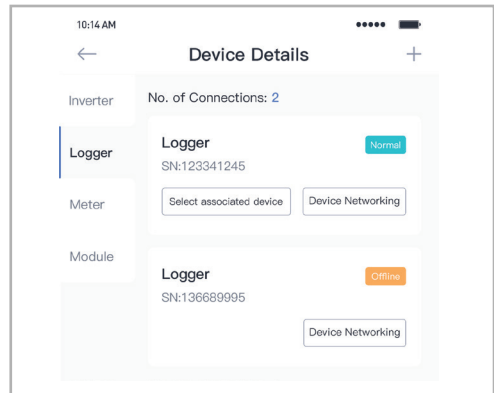 10:14 AM
Device Details
Inverter
Logger
Meter
Module
No. of Connections: 2
Logger
Normal
SN:123341245
Select associated device
Device Networking
Logger
Offline
SN:136689995
Device Networking